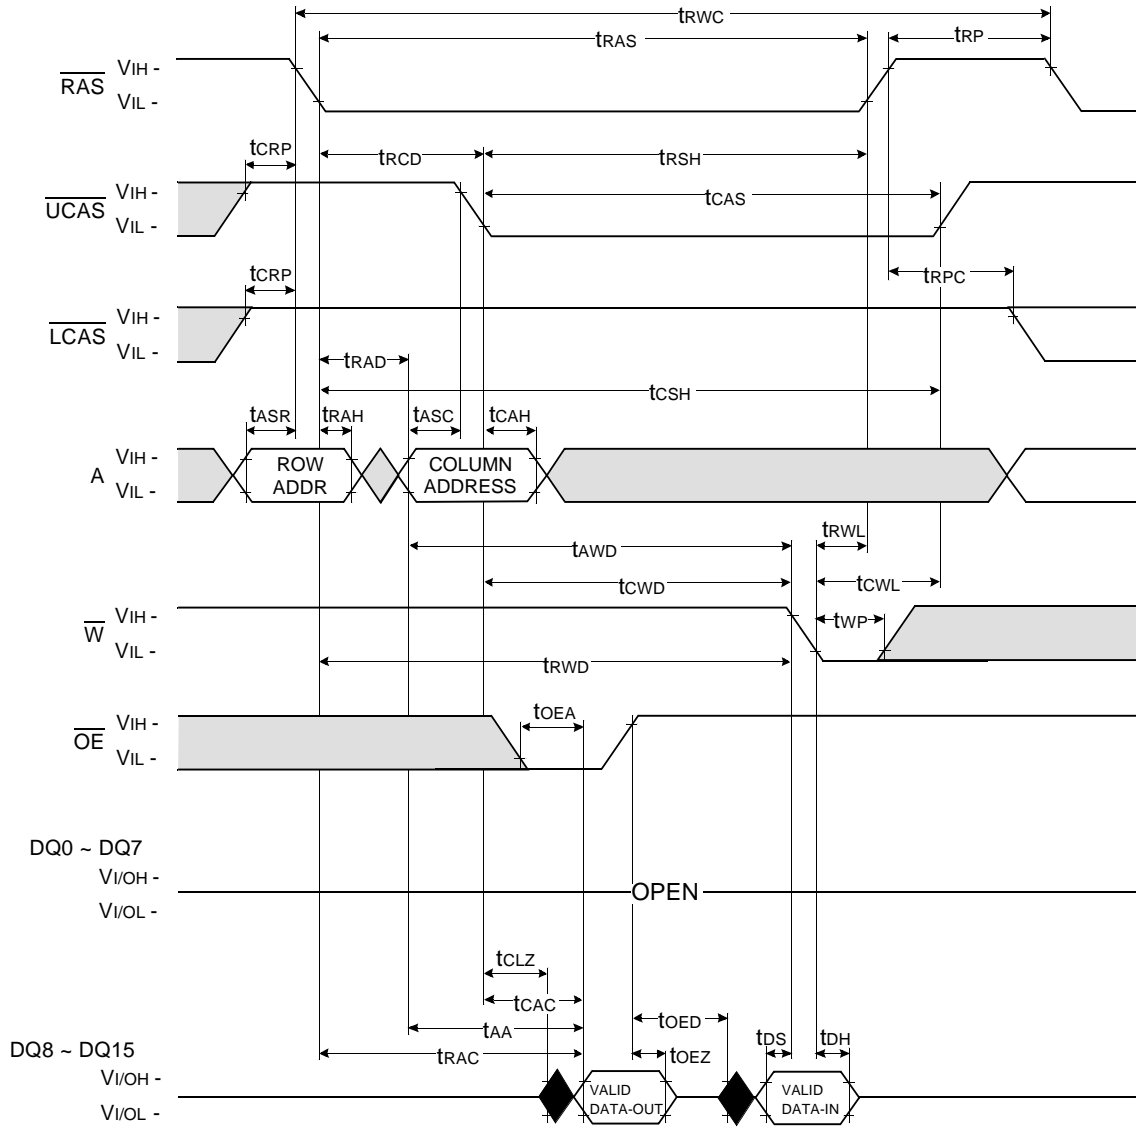 tRWC
tRAS
tRP
RAS
VIH -
VIL -
tCRP
tRCD
tRSH
UCAS
VIH -
VIL -
tCAS
tCRP
tRPC
LCAS
VIH -
VIL -
tRAD
tCSH
tASR
tRAH
tASC
tCAH
A
VIH -
VIL -
ROW
ADDR
COLUMN
ADDRESS
tRWL
tAWD
tCWD
tCWL
W
VIH -
VIL -
tWP
tRWD
OE
VIH -
VIL -
tOEA
DQ0 ~ DQ7
VI/OH -
VI/OL -
OPEN
tCLZ
tCAC
tAA
tOED
tRAC
tOEZ
tDS
tDH
DQ8 ~ DQ15
VI/OH -
VI/OL -
VALID
DATA-OUT
VALID
DATA-IN